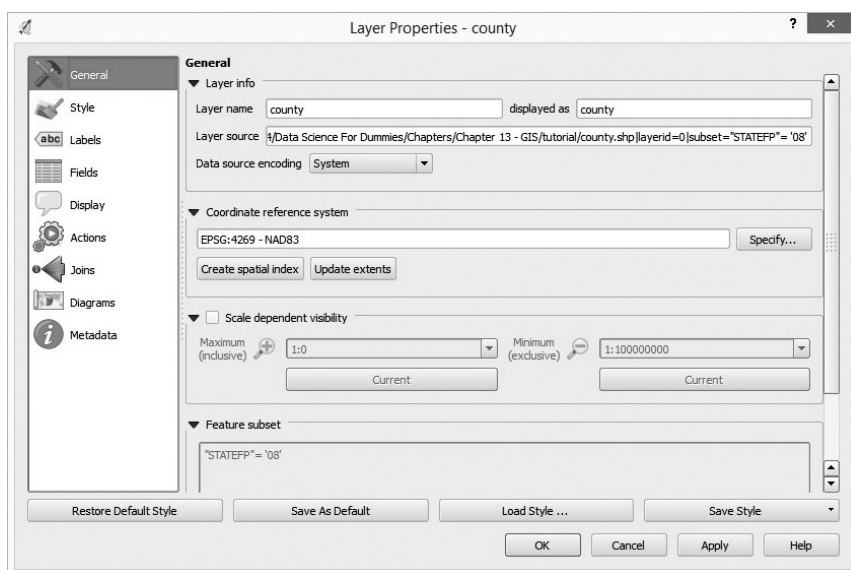 Layer Properties - county
?
×
General
Style
abc Labels
Fields
Display
Actions
Joins
Diagrams
i Metadata
General
Layer info
Layer name county displayed as county
Layer source /Data Science For Dummies/Chapters/Chapter 13 - GIS/tutorial/county.shp|layerid=0|subset="STATEFP"= '08'
Data source encoding System
Coordinate reference system
EPSG:4269 - NAD83 Specify...
Create spatial index Update extents
Scale dependent visibility
Maximum (inclusive) 1:0 Minimum (exclusive) 1:100000000
Current Current
Feature subset
"STATEFP"= '08'
Restore Default Style Save As Default Load Style ... Save Style
OK Cancel Apply Help